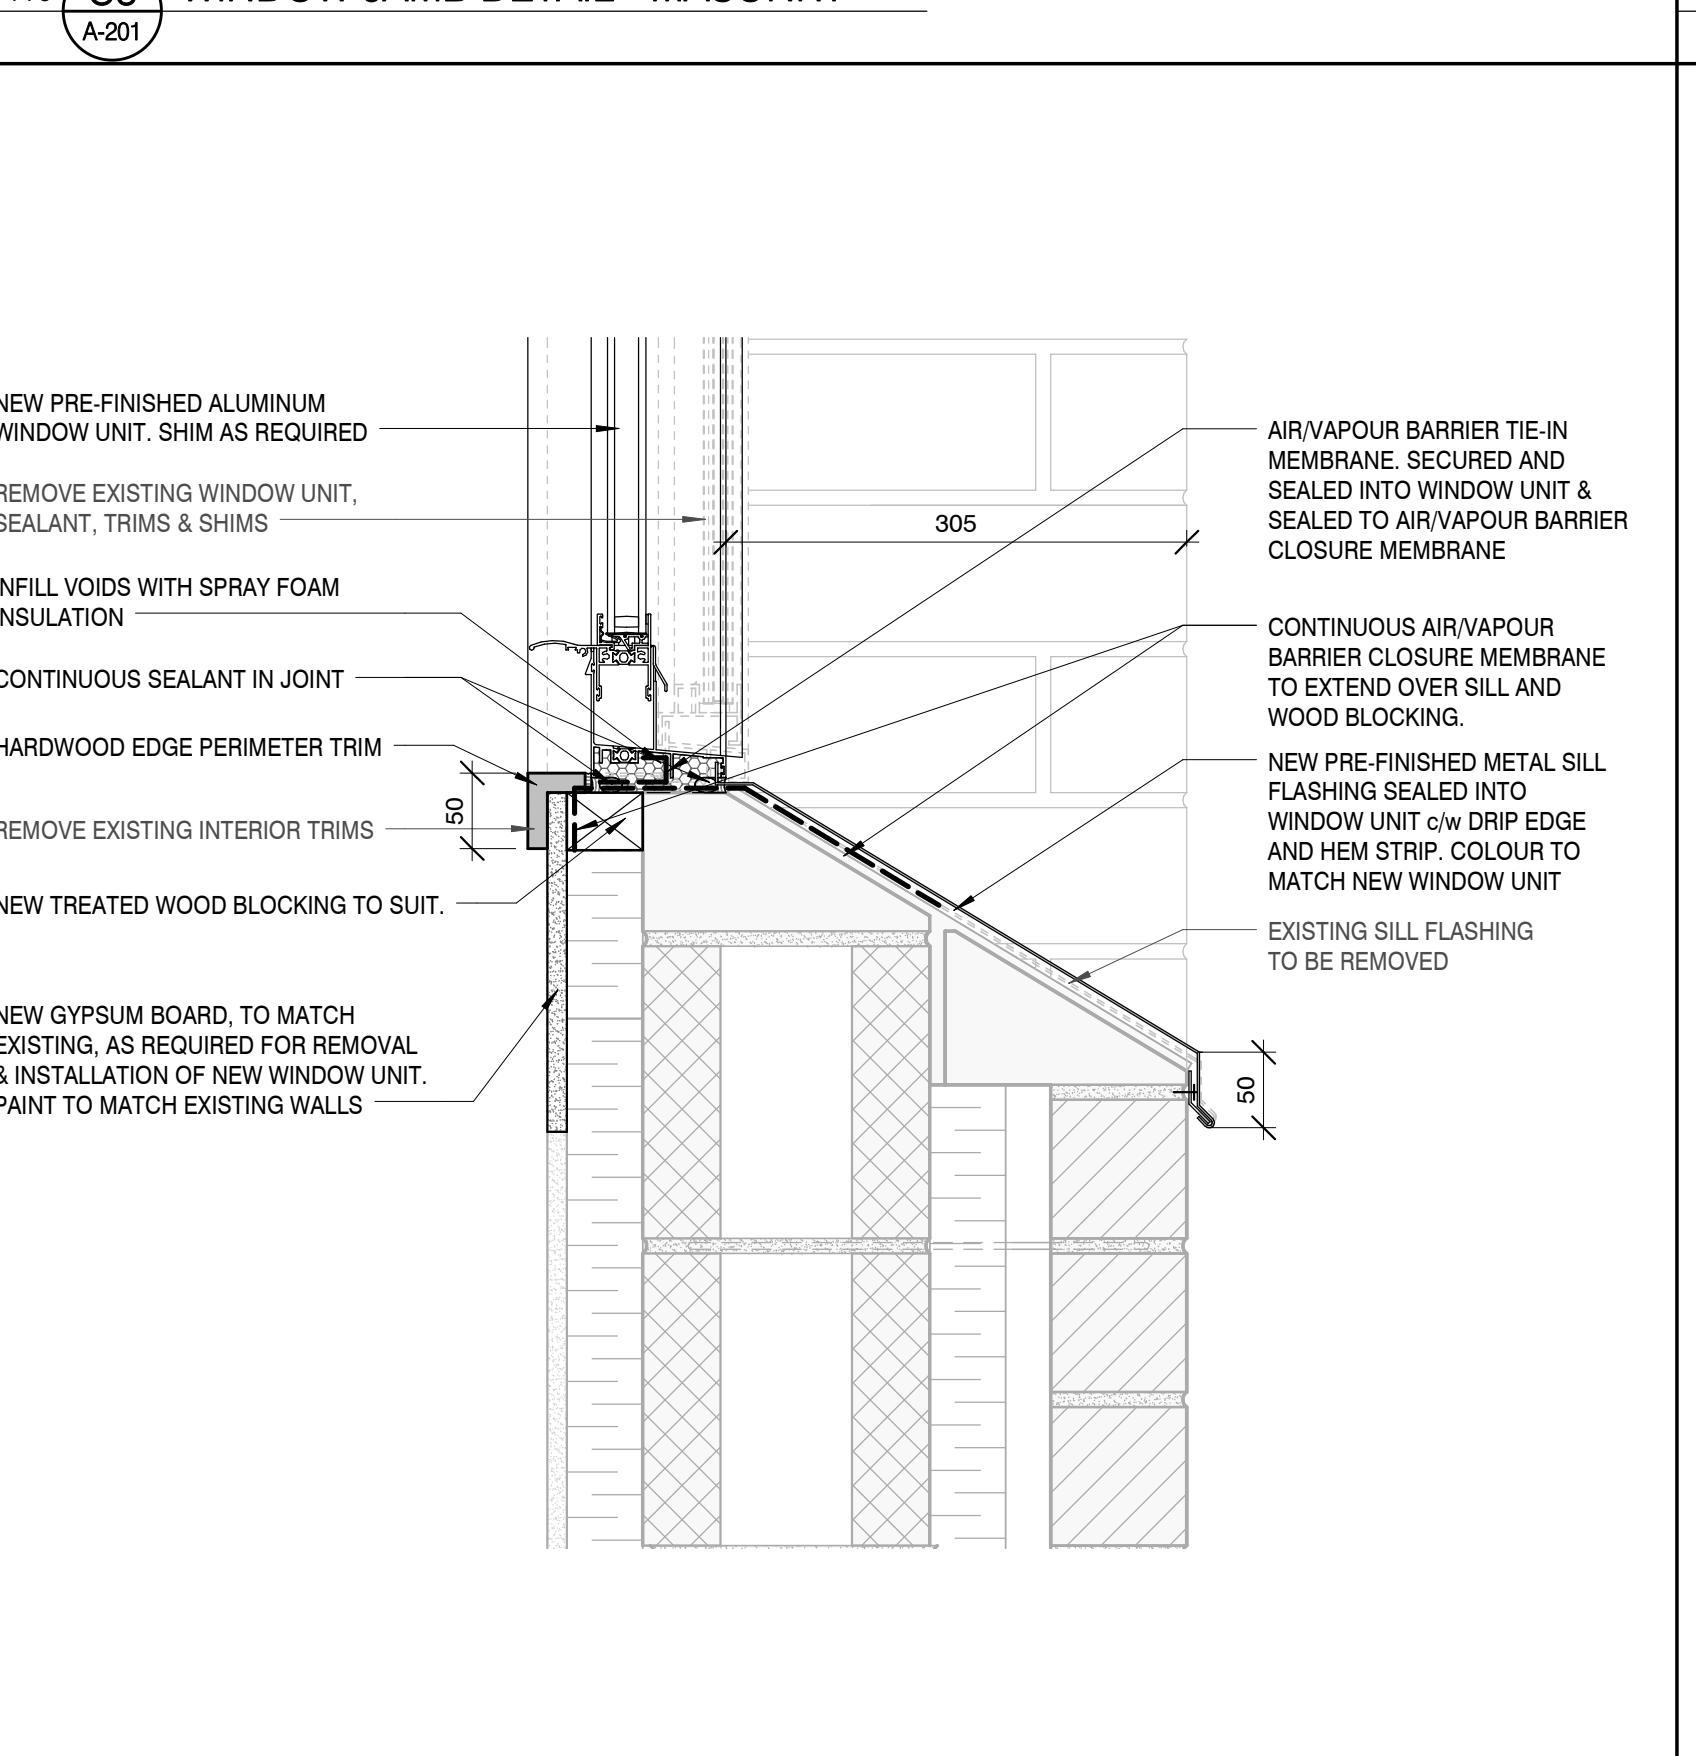 A-201
NEW PRE-FINISHED ALUMINUM
WINDOW UNIT. SHIM AS REQUIRED
REMOVE EXISTING WINDOW UNIT,
SEALANT, TRIMS & SHIMS
INFILL VOIDS WITH SPRAY FOAM
INSULATION
CONTINUOUS SEALANT IN JOINT
HARDWOOD EDGE PERIMETER TRIM
50
REMOVE EXISTING INTERIOR TRIMS
NEW TREATED WOOD BLOCKING TO SUIT.
NEW GYPSUM BOARD, TO MATCH
EXISTING, AS REQUIRED FOR REMOVAL
& INSTALLATION OF NEW WINDOW UNIT.
PAINT TO MATCH EXISTING WALLS
305
AIR/VAPOUR BARRIER TIE-IN
MEMBRANE. SECURED AND
SEALED INTO WINDOW UNIT &
SEALED TO AIR/VAPOUR BARRIER
CLOSURE MEMBRANE
CONTINUOUS AIR/VAPOUR
BARRIER CLOSURE MEMBRANE
TO EXTEND OVER SILL AND
WOOD BLOCKING.
NEW PRE-FINISHED METAL SILL
FLASHING SEALED INTO
WINDOW UNIT c/w DRIP EDGE
AND HEM STRIP. COLOUR TO
MATCH NEW WINDOW UNIT
EXISTING SILL FLASHING
TO BE REMOVED
50